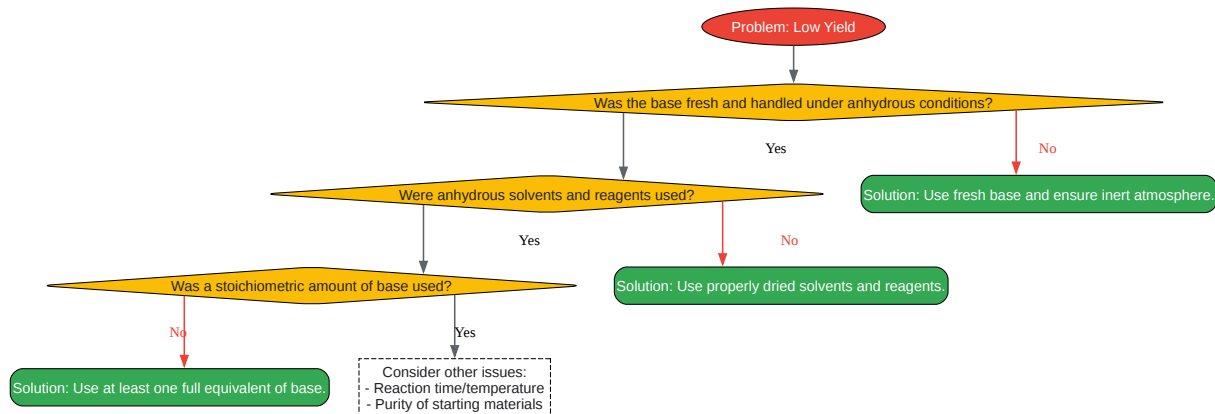 Problem: Low Yield
Was the base fresh and handled under anhydrous conditions?
Yes
No
Solution: Use fresh base and ensure inert atmosphere.
Were anhydrous solvents and reagents used?
Yes
No
Solution: Use properly dried solvents and reagents.
Was a stoichiometric amount of base used?
No
Yes
Solution: Use at least one full equivalent of base.
Consider other issues:
- Reaction time/temperature
- Purity of starting materials